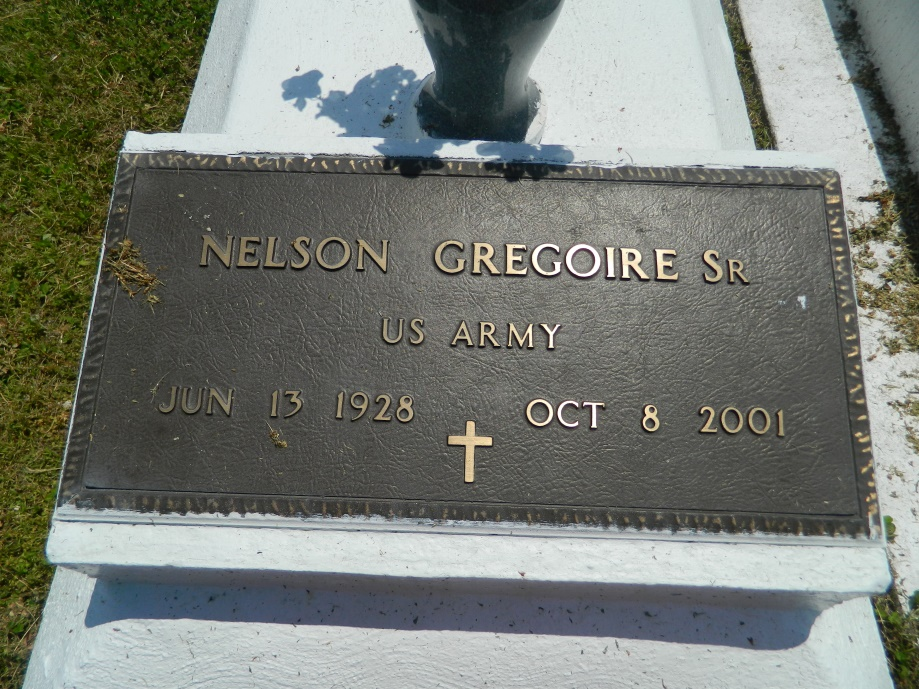 NELSON GREGOIRE SR
US ARMY
JUN 13 1928 OCT 8 2001